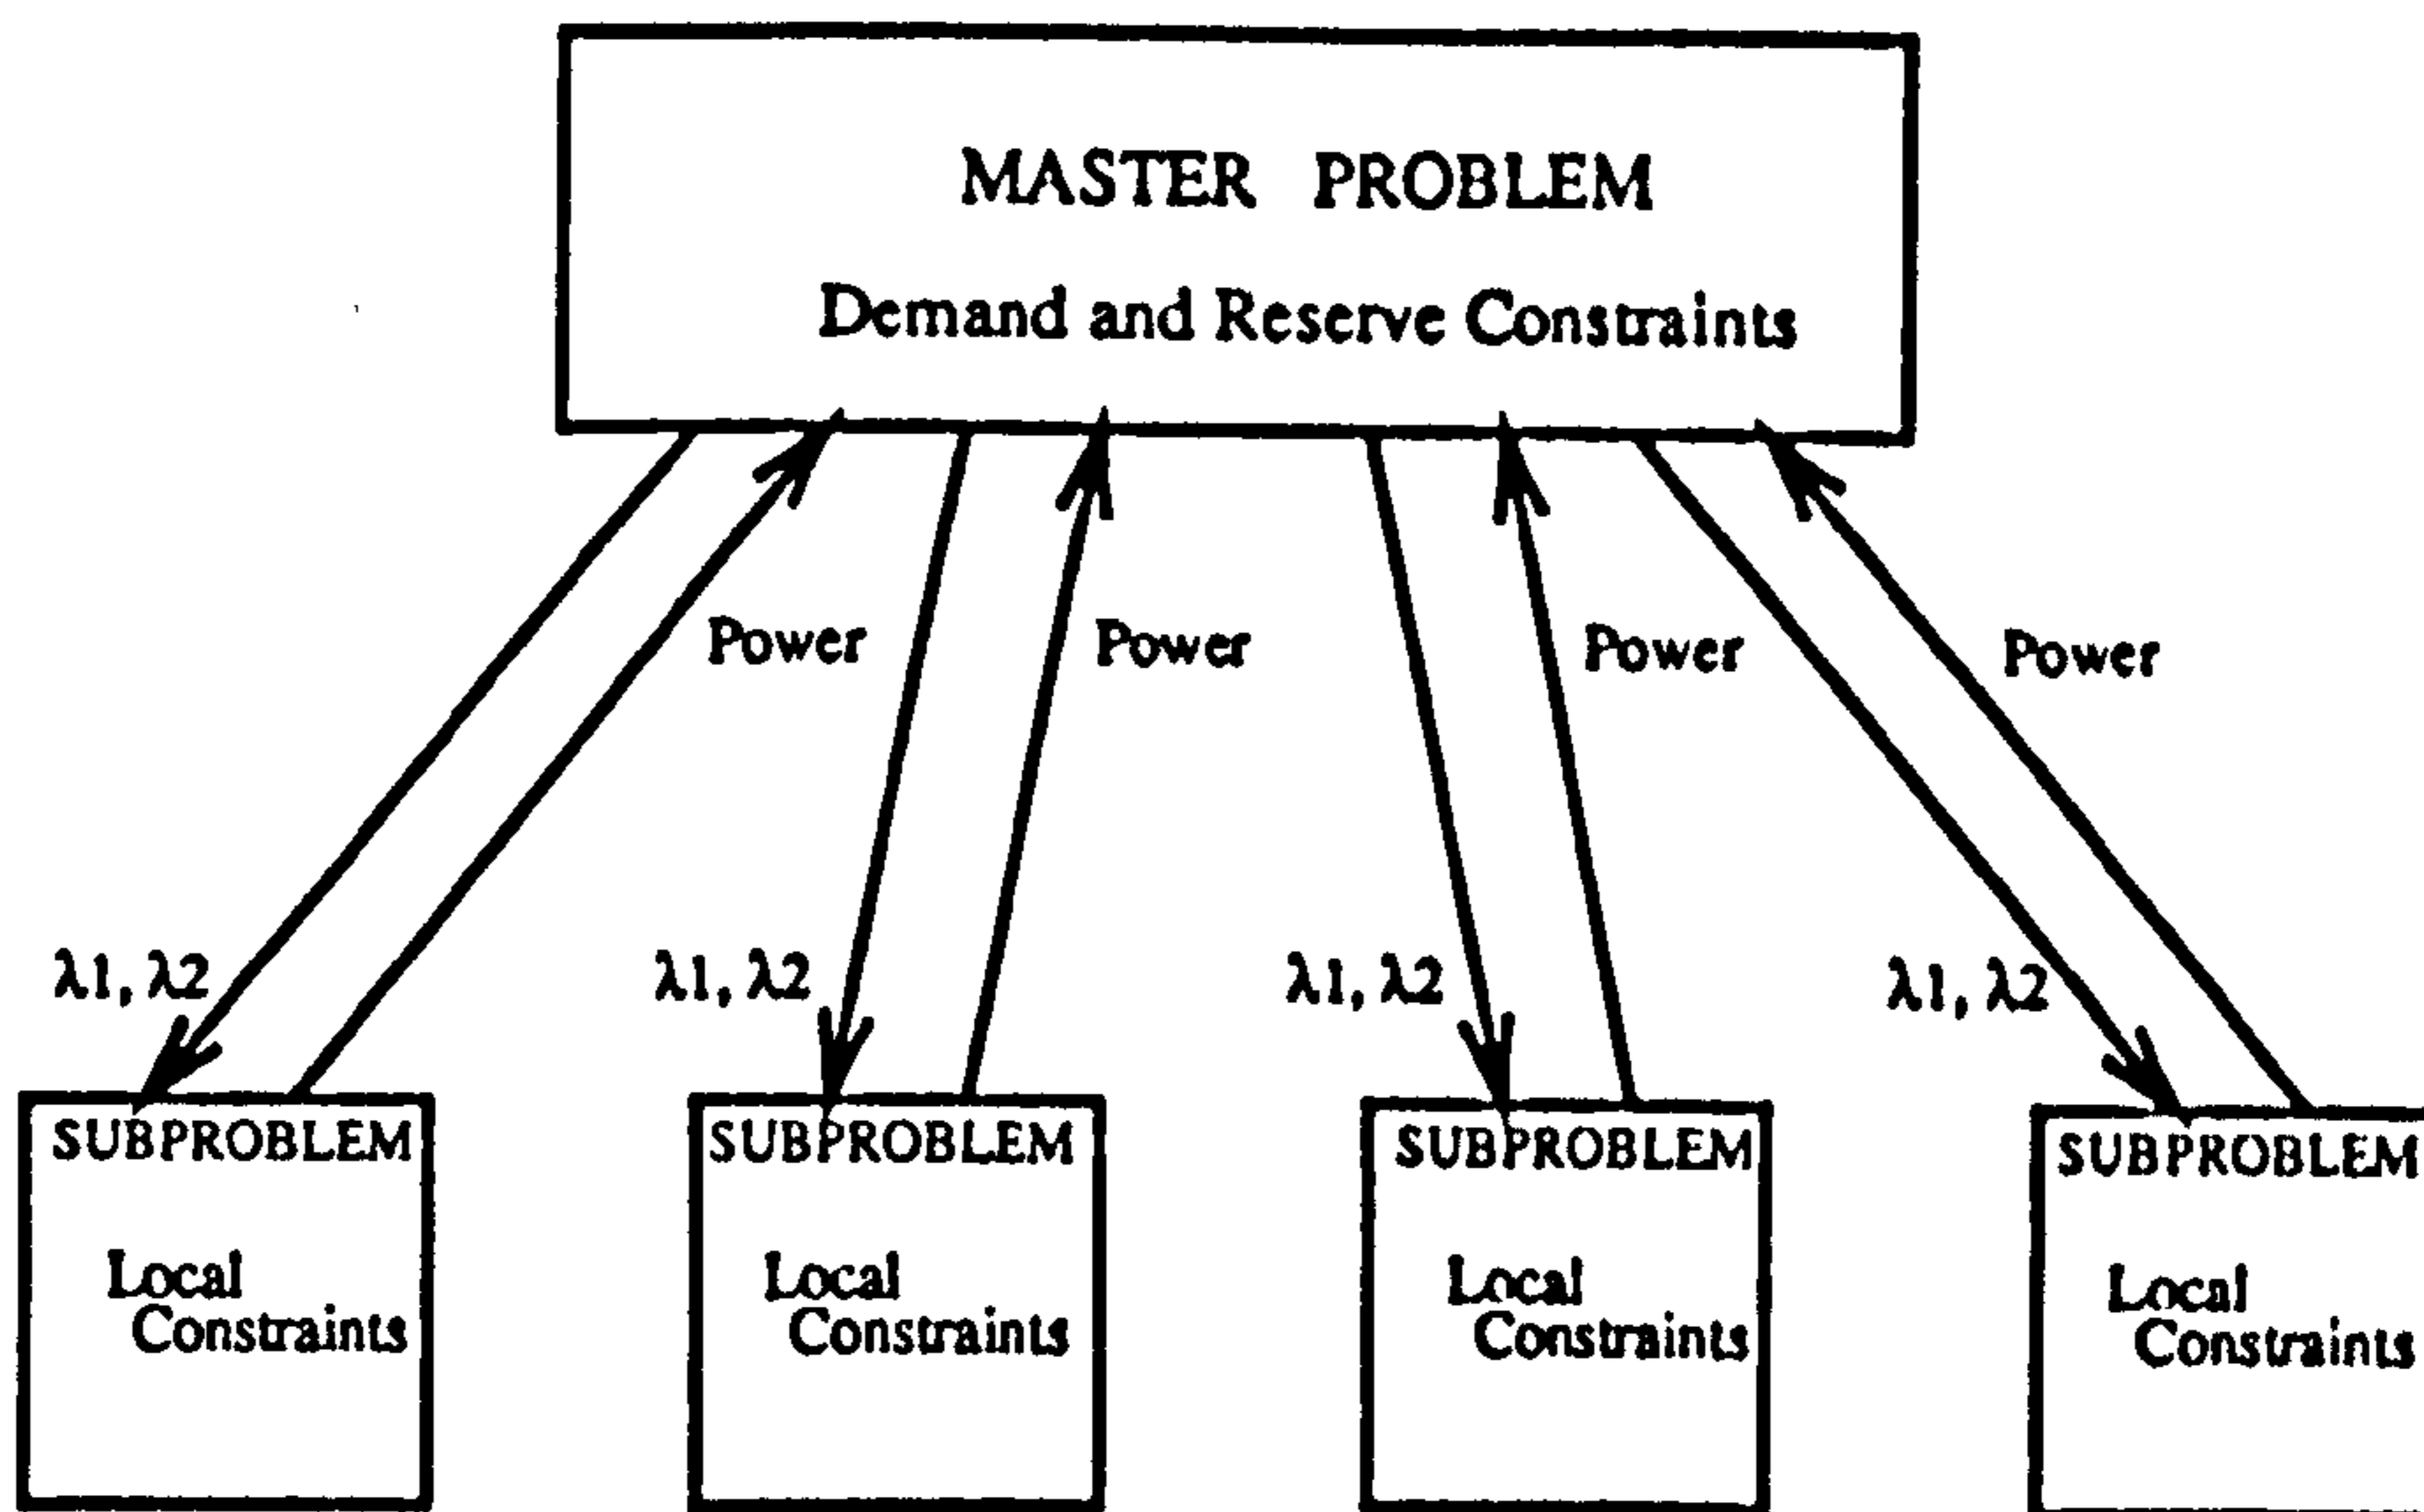 MASTER PROBLEM
Demand and Reserve Constraints
Power
Power
Power
Power
λ1, λ2
λ1, λ2
λ1, λ2
λ1, λ2
SUBPROBLEM
Local
Constraints
SUBPROBLEM
Local
Constraints
SUBPROBLEM
Local
Constraints
SUBPROBLEM
Local
Constraints